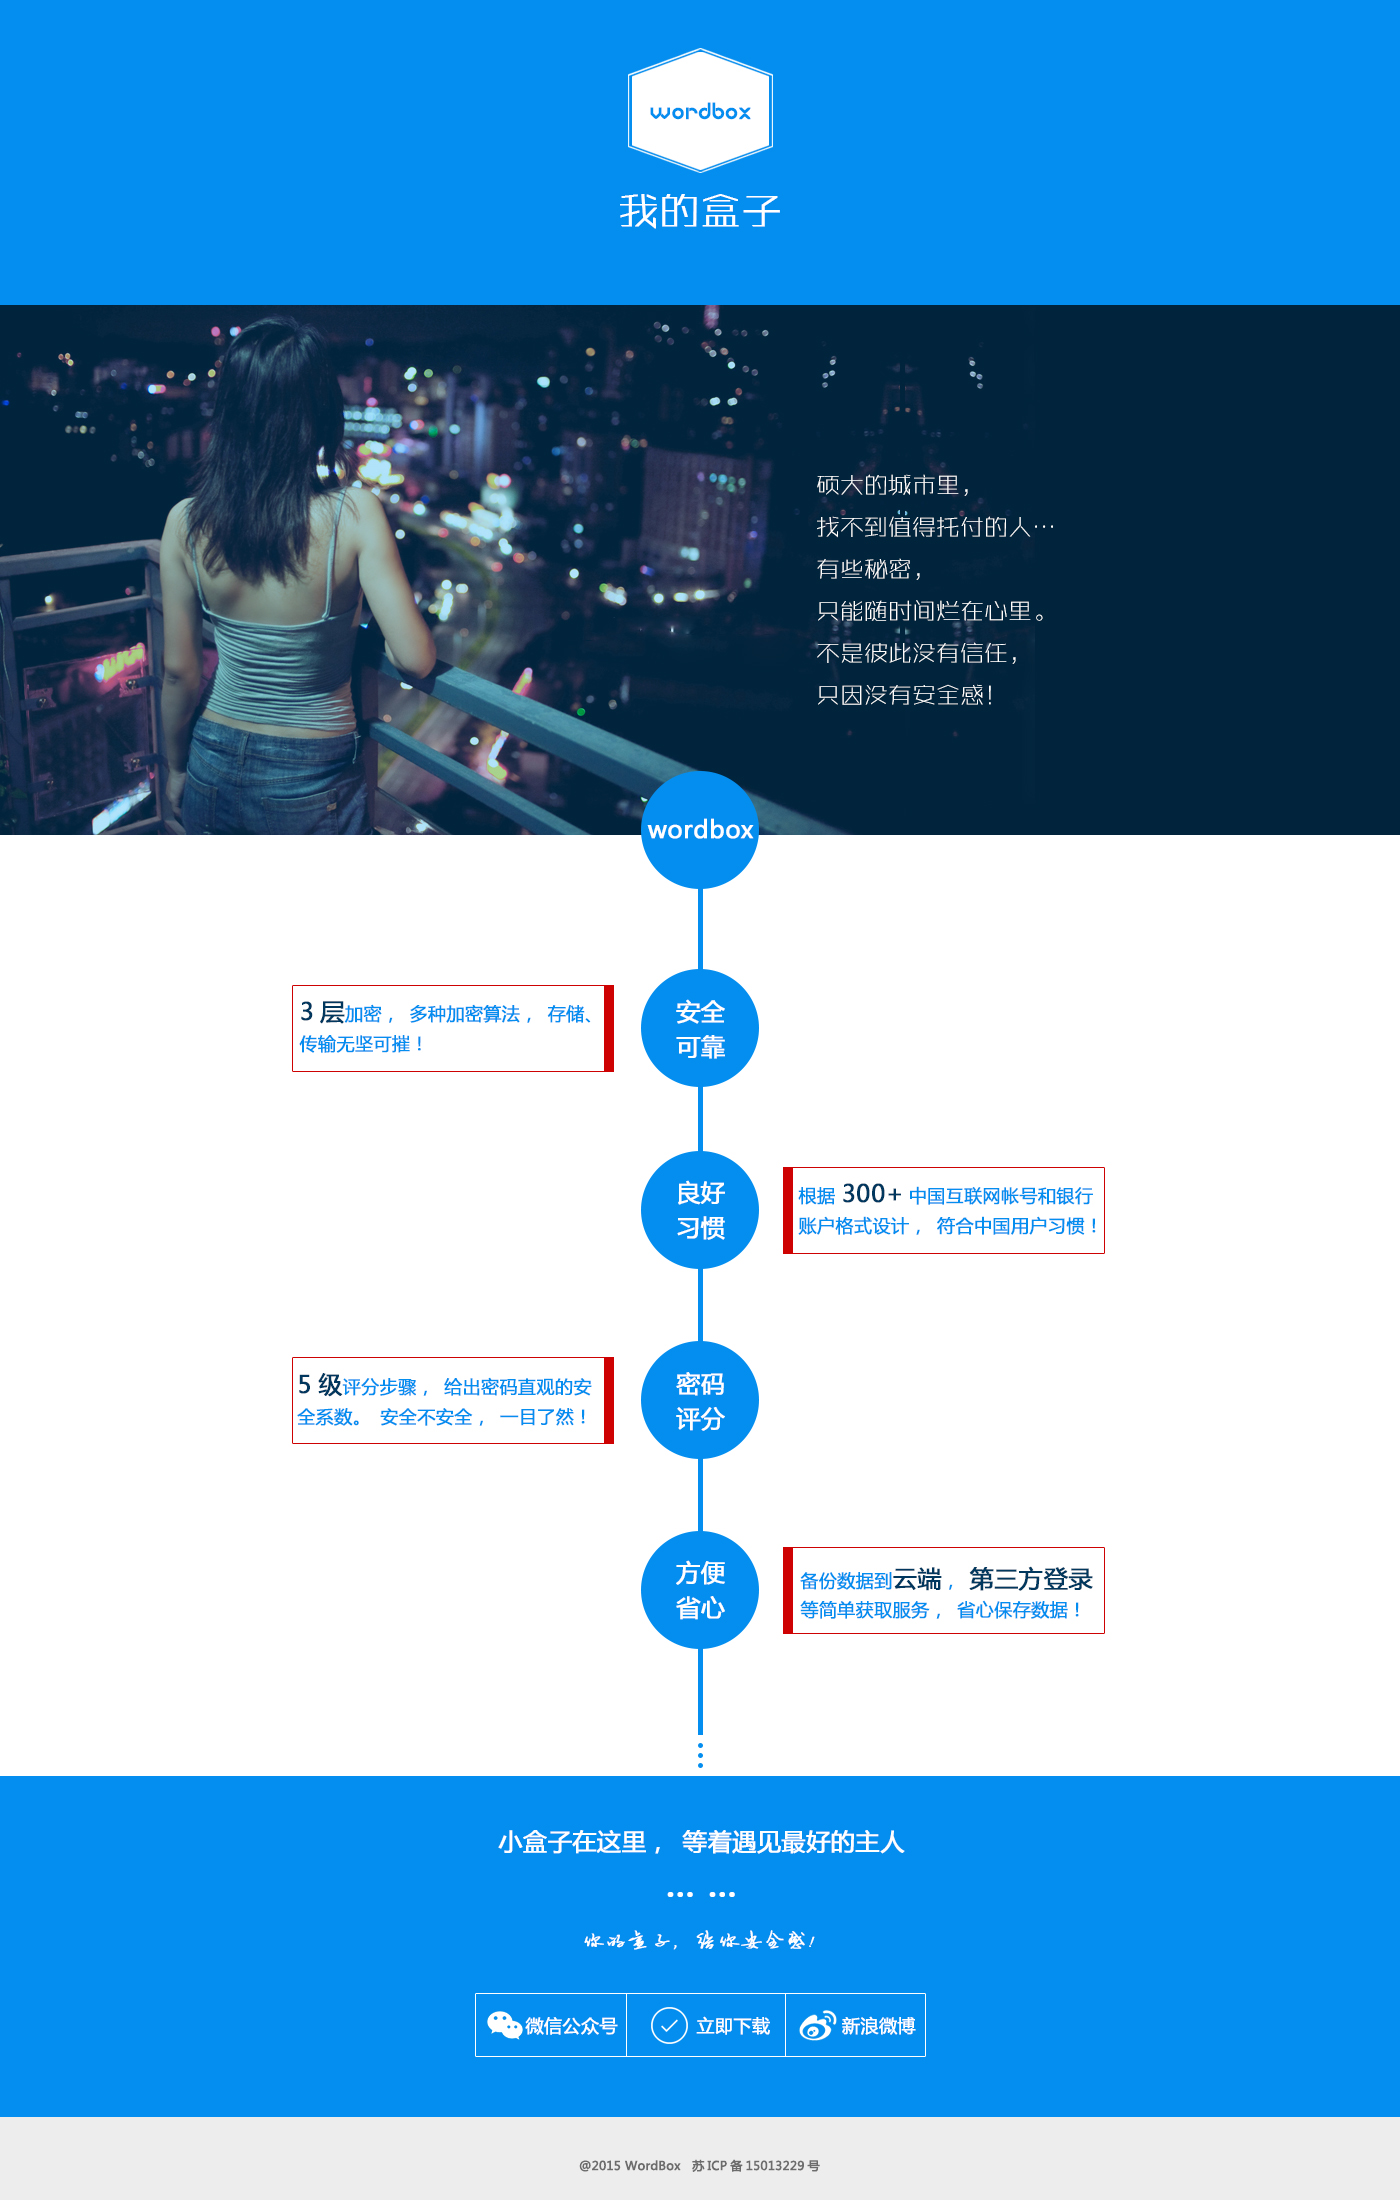 wordbox
我的盒子
硕大的城市里，
找不到值得托付的人…
有些秘密，
只能随时间烂在心里。
不是彼此没有信任，
只因没有安全感！
wordbox
安全
可靠
3 层加密， 多种加密算法， 存储、
传输无坚可摧！
良好
习惯
根据 300+ 中国互联网帐号和银行
账户格式设计， 符合中国用户习惯！
密码
评分
5 级评分步骤， 给出密码直观的安
全系数。 安全不安全， 一目了然！
方便
省心
备份数据到云端， 第三方登录
等简单获取服务， 省心保存数据！
小盒子在这里， 等着遇见最好的主人
… …
你的盒子，给你安全感！
微信公众号
立即下载
新浪微博
@2015 WordBox 苏 ICP 备 15013229 号